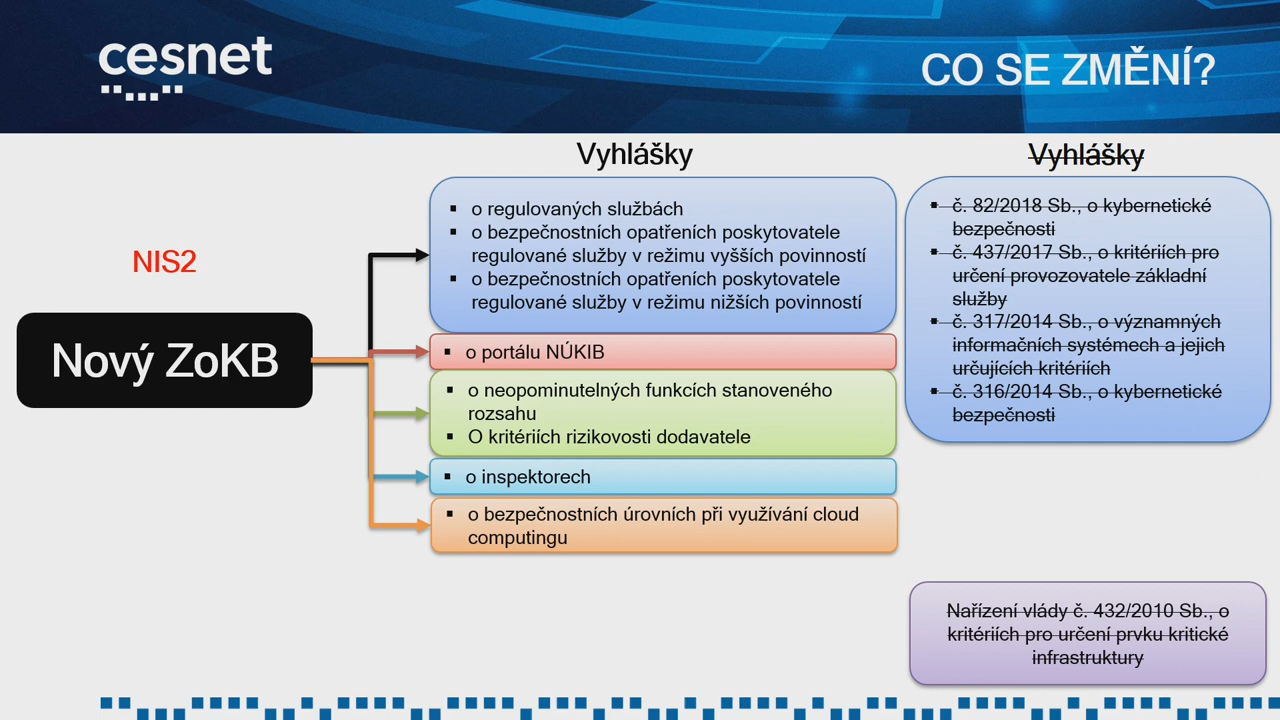 cesnet
CO SE ZMĚNÍ?
NIS2
Nový ZoKB
Vyhlášky
▪ o regulovaných službách
▪ o bezpečnostních opatřeních poskytovatele
regulované služby v režimu vyšších povinností
▪ o bezpečnostních opatřeních poskytovatele
regulované služby v režimu nižších povinností
▪ o portálu NÚKIB
▪ o neopominutelných funkcích stanoveného
rozsahu
▪ O kritériích rizikovosti dodavatele
▪ o inspektorech
▪ o bezpečnostních úrovních při využívání cloud
computingu
Vyhlášky
▪ č. 82/2018 Sb., o kybernetické
bezpečnosti
▪ č. 437/2017 Sb., o kritériích pro
určení provozovatele základní
služby
▪ č. 317/2014 Sb., o významných
informačních systémech a jejich
určujících kritériích
▪ č. 316/2014 Sb., o kybernetické
bezpečnosti
Nařízení vlády č. 432/2010 Sb., o
kritériích pro určení prvku kritické
infrastruktury